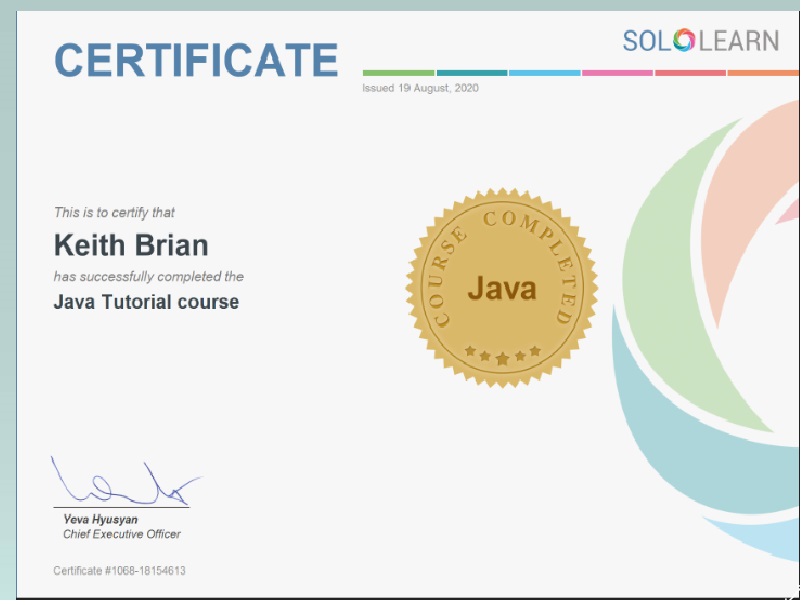 CERTIFICATE
SOLOLEARN
Issued 19 August, 2020
This is to certify that
Keith Brian
has successfully completed the
Java Tutorial course
COURSE COMPLETED
Java
Yeva Hyusyan
Chief Executive Officer
Certificate #1068-18154613